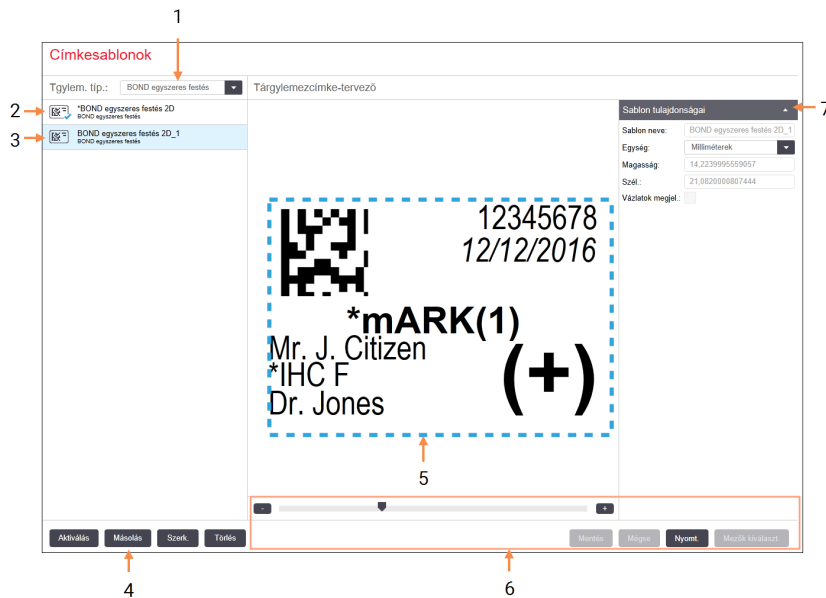 1
Címkesablonok
Tgylem. típ.: BOND egyszeres festés
Tárgylemezcímke-tervező
2
*BOND egyszeres festés 2D
BOND egyszeres festés
3
BOND egyszeres festés 2D_1
BOND egyszeres festés
Sablon tulajdonságai
7
Sablon neve: BOND egyszeres festés 2D_1
Egység: Milliméterek
Magasság: 14,2239995559057
Szél.: 21,0820000807444
Vázlatok megjel.:
12345678
12/12/2016
*mARK(1)
Mr. J. Citizen
*IHC F
Dr. Jones
(+)
5
- +
Aktiválás Másolás Szerk. Törlés
Mentés Mégse Nyomt. Mezők kiválaszt.
4
6